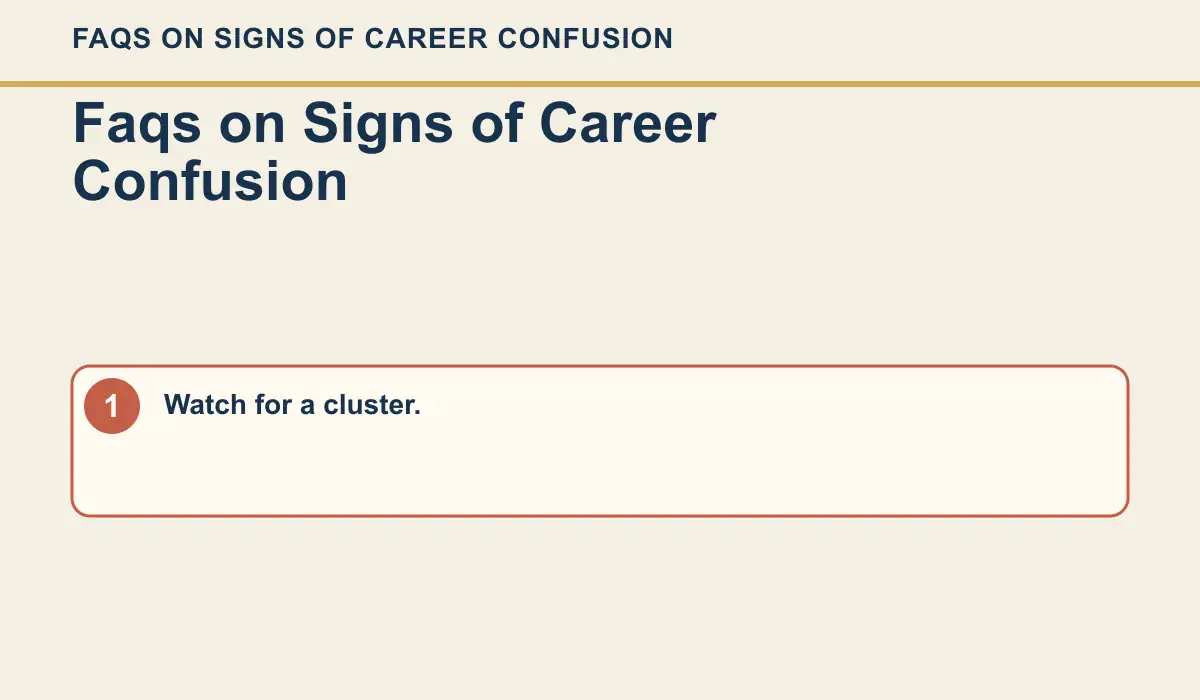 FAQS ON SIGNS OF CAREER CONFUSION
Faqs on Signs of Career
Confusion
1
Watch for a cluster.